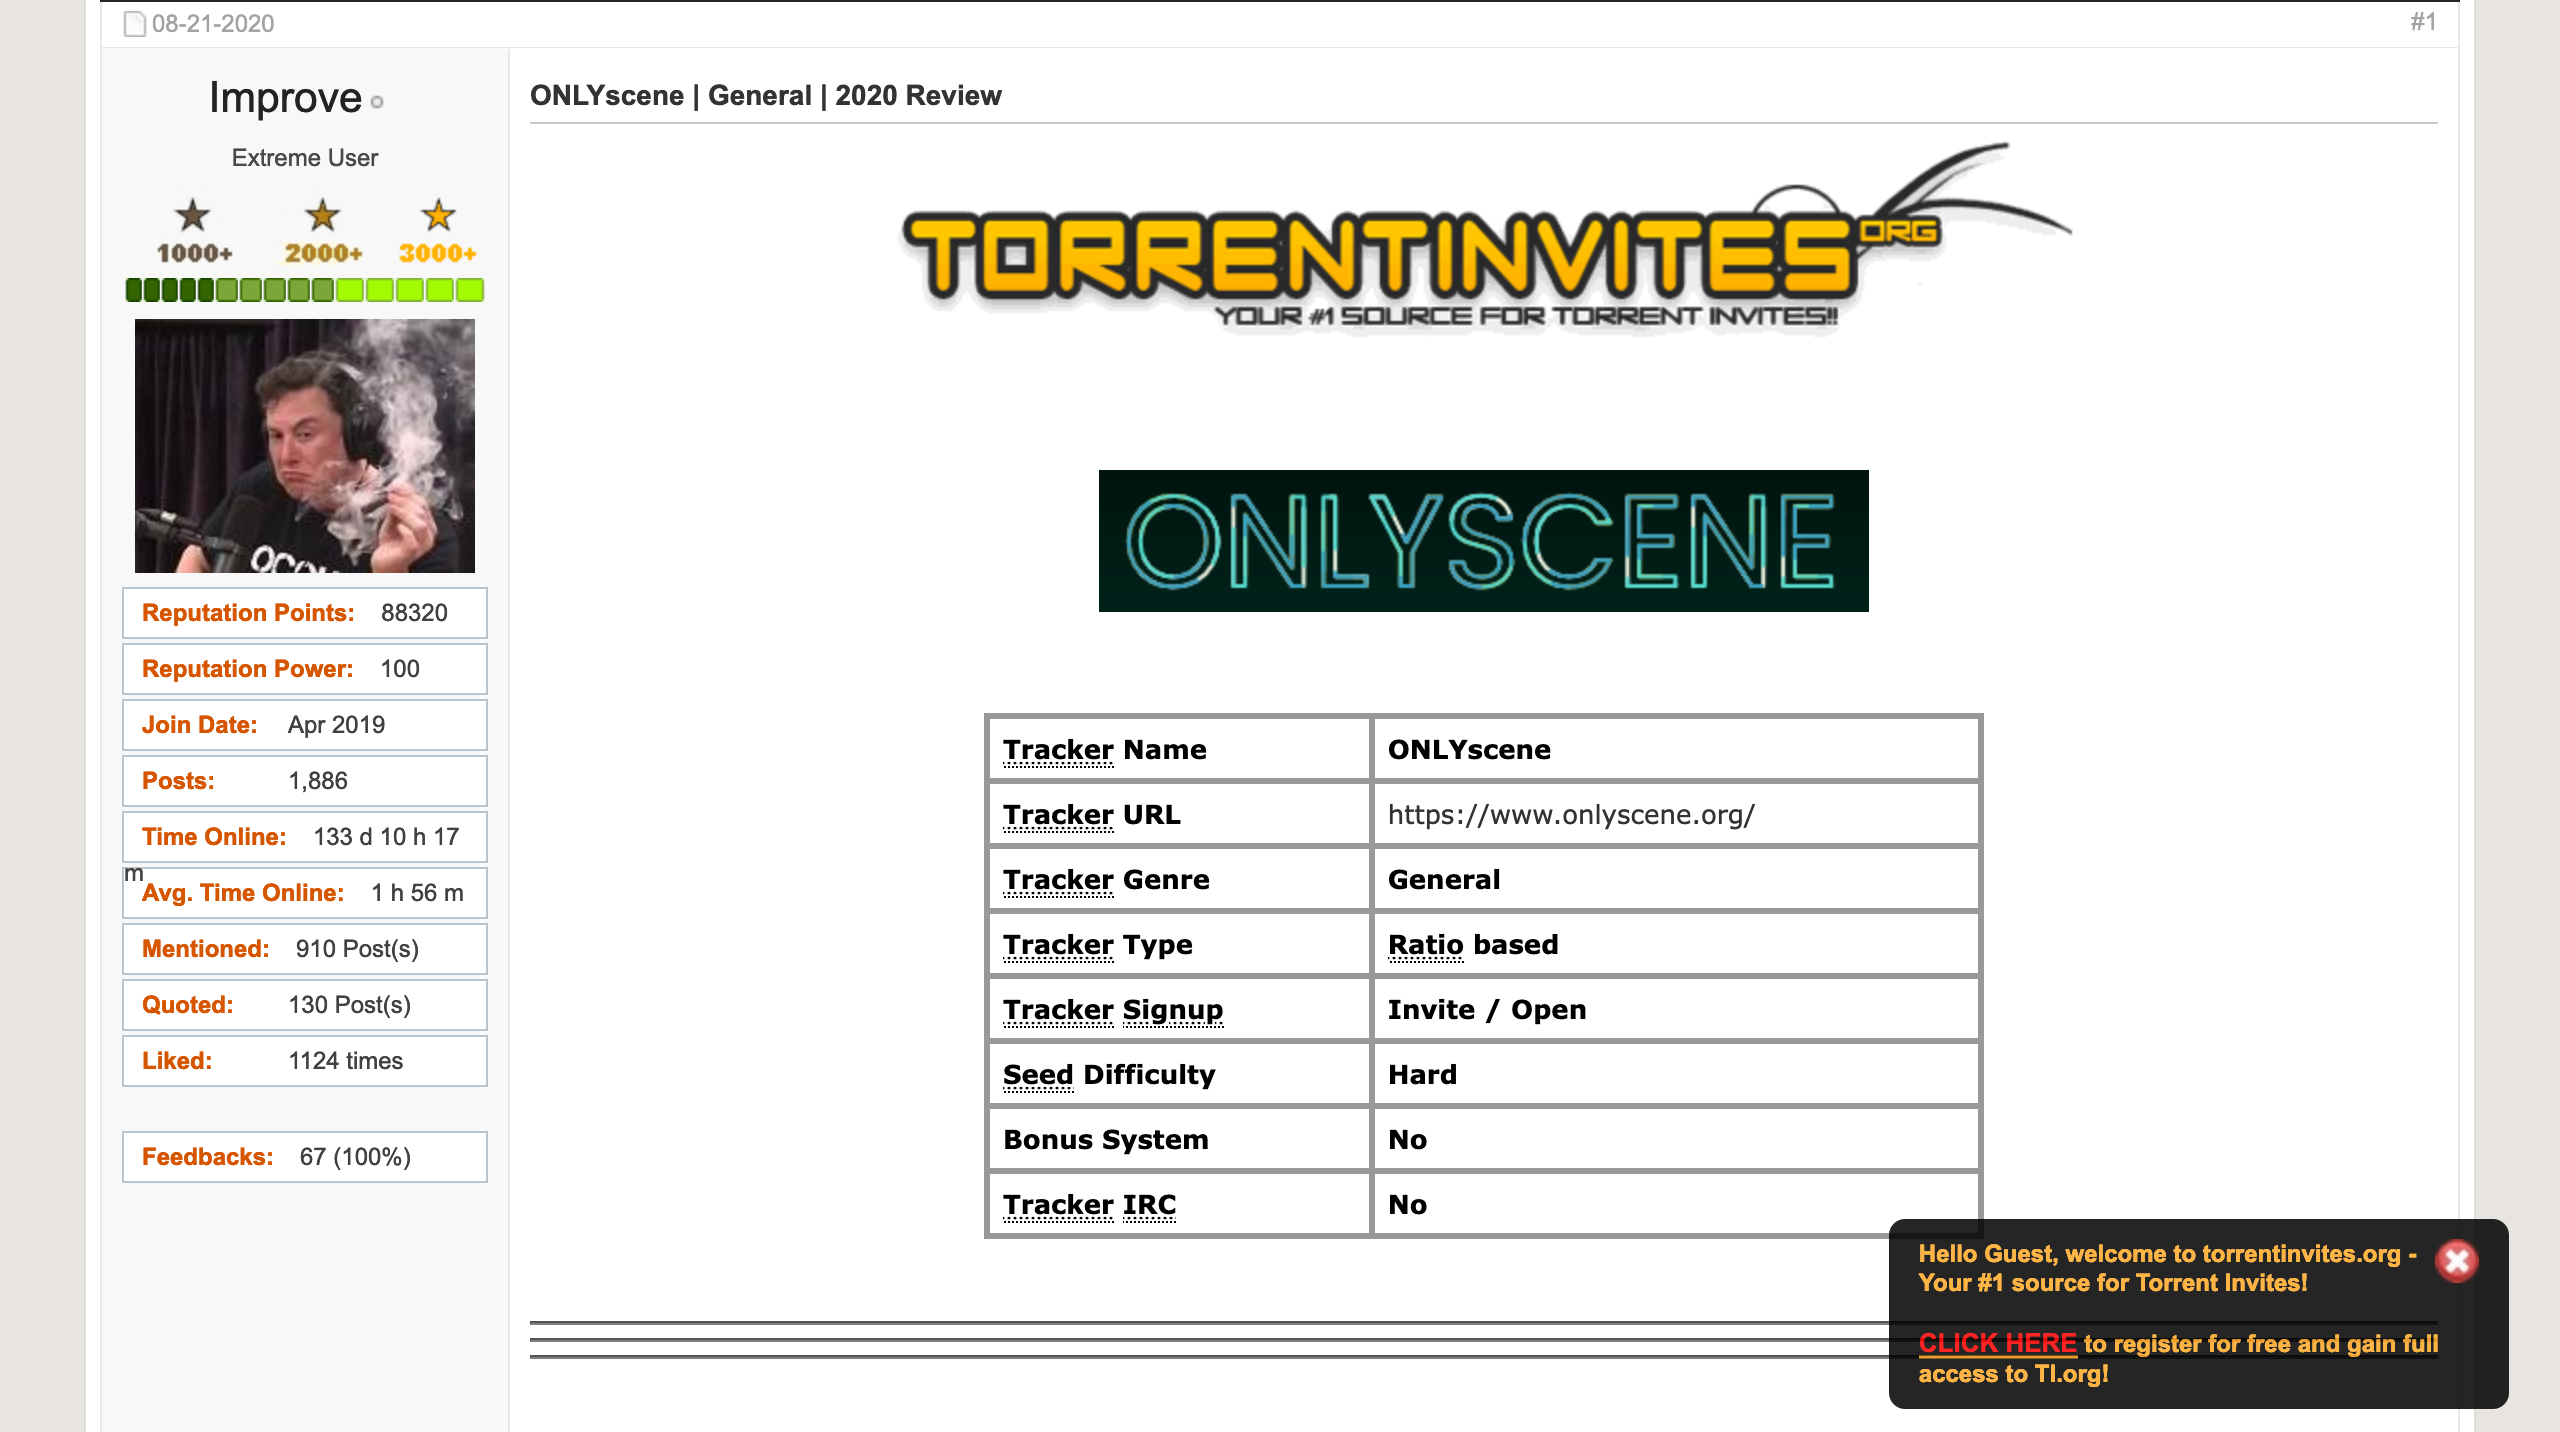 08-21-2020 #1
Improve
Extreme User
1000+ 2000+ 3000+
Reputation Points: 88320
Reputation Power: 100
Join Date: Apr 2019
Posts: 1,886
Time Online: 133 d 10 h 17
m
Avg. Time Online: 1 h 56 m
Mentioned: 910 Post(s)
Quoted: 130 Post(s)
Liked: 1124 times
Feedbacks: 67 (100%)
ONLYscene | General | 2020 Review
TORRENTINVITES ORG
YOUR #1 SOURCE FOR TORRENT INVITES!!
ONLYSCENE
Tracker Name ONLYscene
Tracker URL https://www.onlyscene.org/
Tracker Genre General
Tracker Type Ratio based
Tracker Signup Invite / Open
Seed Difficulty Hard
Bonus System No
Tracker IRC No
Hello Guest, welcome to torrentinvites.org -
Your #1 source for Torrent Invites!
CLICK HERE to register for free and gain full
access to TI.org!